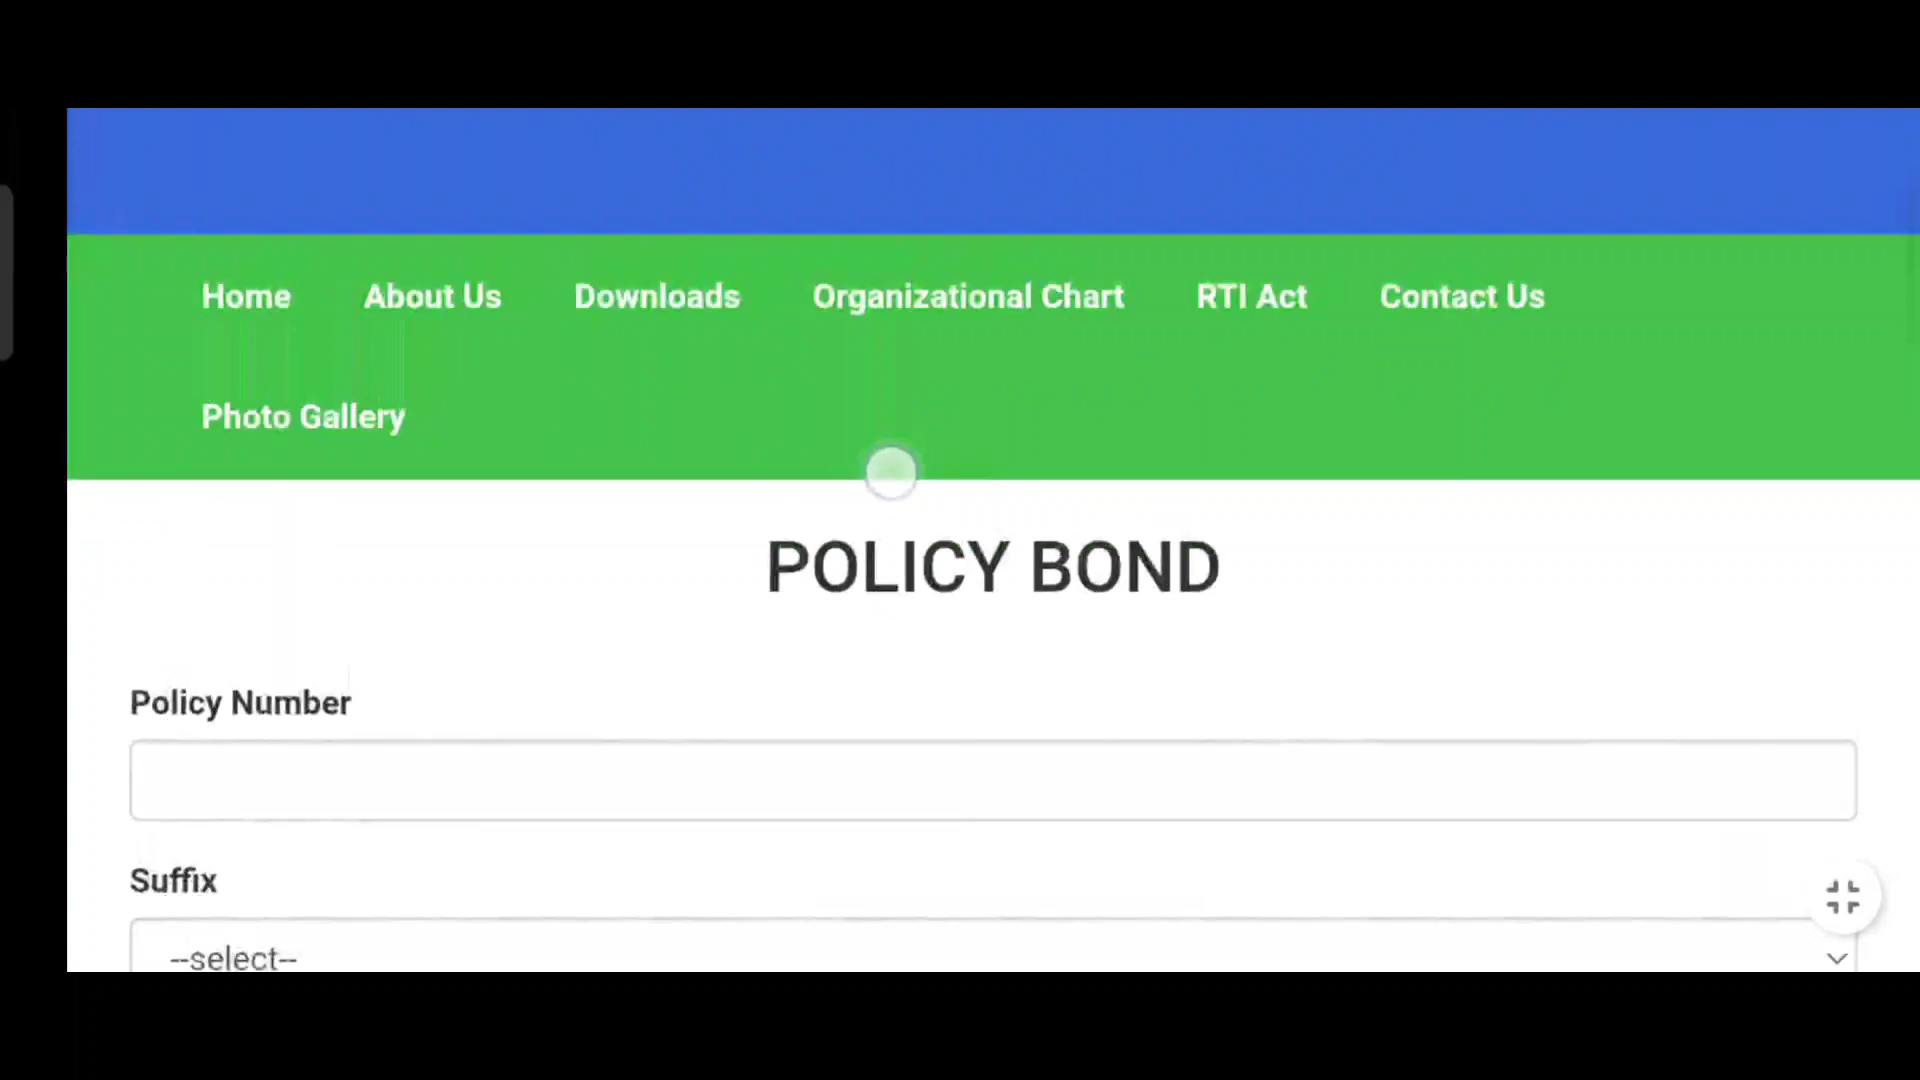 Home About Us Downloads Organizational Chart RTI Act Contact Us
Photo Gallery
POLICY BOND
Policy Number
Suffix
--select--